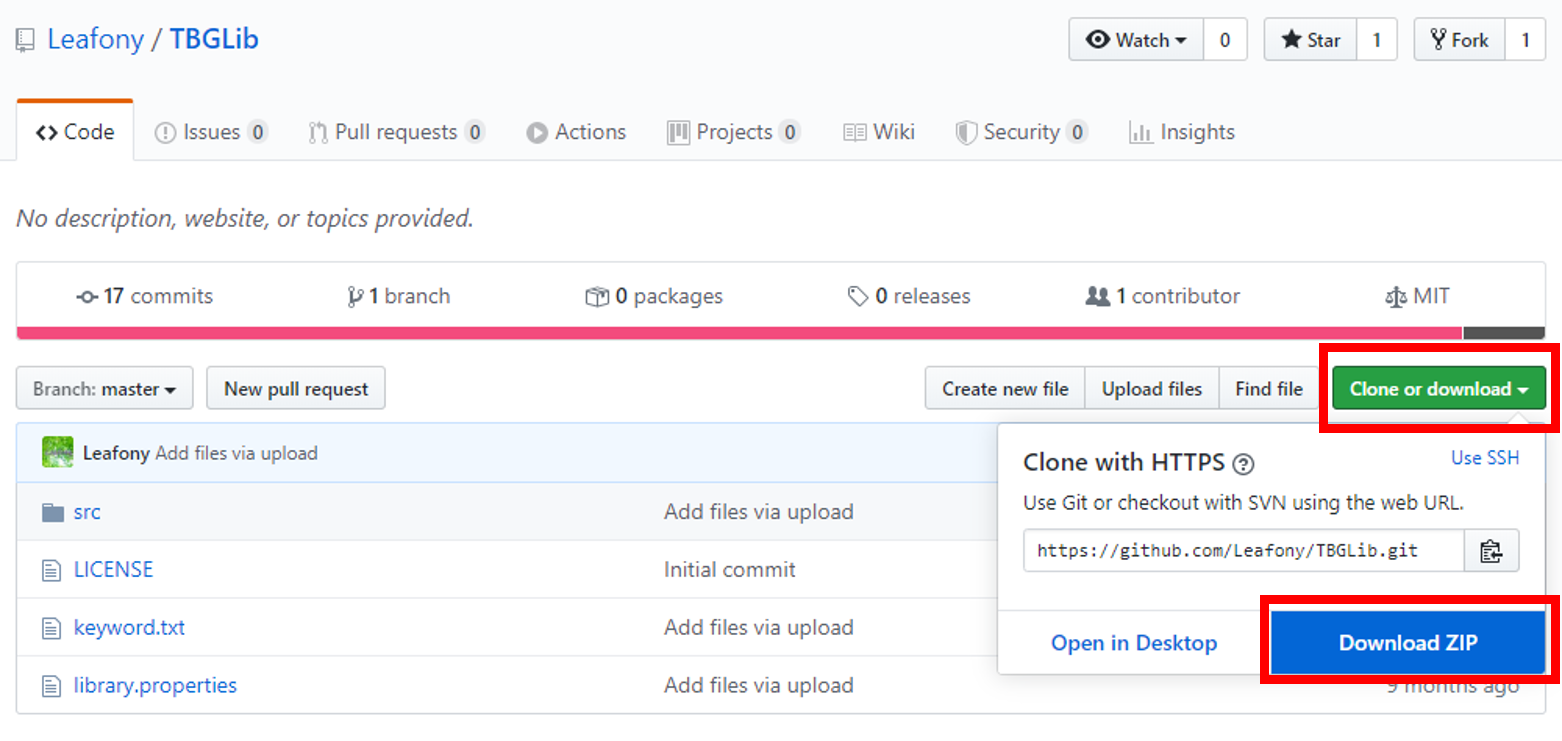 Leafony / TBGLib
Watch 0 Star 1 Fork 1
Code Issues 0 Pull requests 0 Actions Projects 0 Wiki Security 0 Insights
No description, website, or topics provided.
17 commits 1 branch 0 packages 0 releases 1 contributor MIT
Branch: master New pull request Create new file Upload files Find file Clone or download
Leafony Add files via upload
src Add files via upload
LICENSE Initial commit
keyword.txt Add files via upload
library.properties Add files via upload
Clone with HTTPS ?
Use SSH
Use Git or checkout with SVN using the web URL.
https://github.com/Leafony/TBGLib.git
Open in Desktop Download ZIP
9 months ago